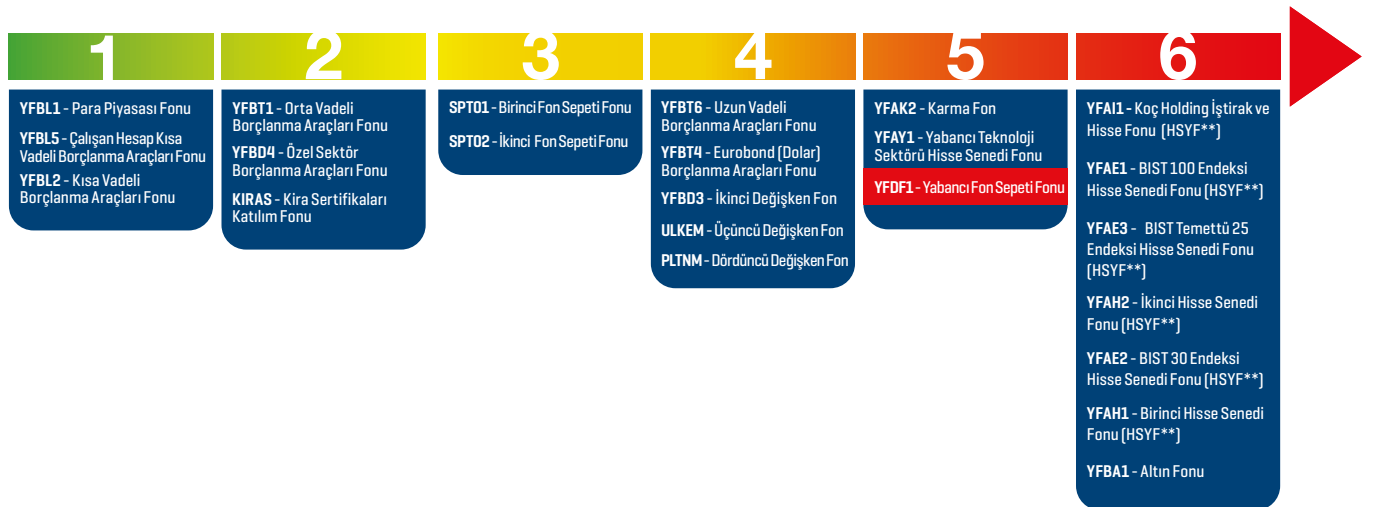 1
YFBL1 - Para Piyasası Fonu
YFBL5 - Çalışan Hesap Kısa
Vadeli Borçlanma Araçları Fonu
YFBL2 - Kısa Vadeli
Borçlanma Araçları Fonu
2
YFBT1 - Orta Vadeli
Borçlanma Araçları Fonu
YFBD4 - Özel Sektör
Borçlanma Araçları Fonu
KIRAS - Kira Sertifikaları
Katılım Fonu
3
SPT01 - Birinci Fon Sepeti Fonu
SPT02 - İkinci Fon Sepeti Fonu
4
YFBT6 - Uzun Vadeli
Borçlanma Araçları Fonu
YFBT4 - Eurobond (Dolar)
Borçlanma Araçları Fonu
YFBD3 - İkinci Değişken Fon
ULKEM - Üçüncü Değişken Fon
PLTNM - Dördüncü Değişken Fon
5
YFAK2 - Karma Fon
YFAY1 - Yabancı Teknoloji
Sektörü Hisse Senedi Fonu
YFDF1 - Yabancı Fon Sepeti Fonu
6
YFAI1 - Koç Holding İştirak ve
Hisse Fonu (HSYF**)
YFAE1 - BIST 100 Endeksi
Hisse Senedi Fonu (HSYF**)
YFAE3 - BIST Temettü 25
Endeksi Hisse Senedi Fonu
(HSYF**)
YFAH2 - İkinci Hisse Senedi
Fonu (HSYF**)
YFAE2 - BIST 30 Endeksi
Hisse Senedi Fonu (HSYF**)
YFAH1 - Birinci Hisse Senedi
Fonu (HSYF**)
YFBA1 - Altın Fonu